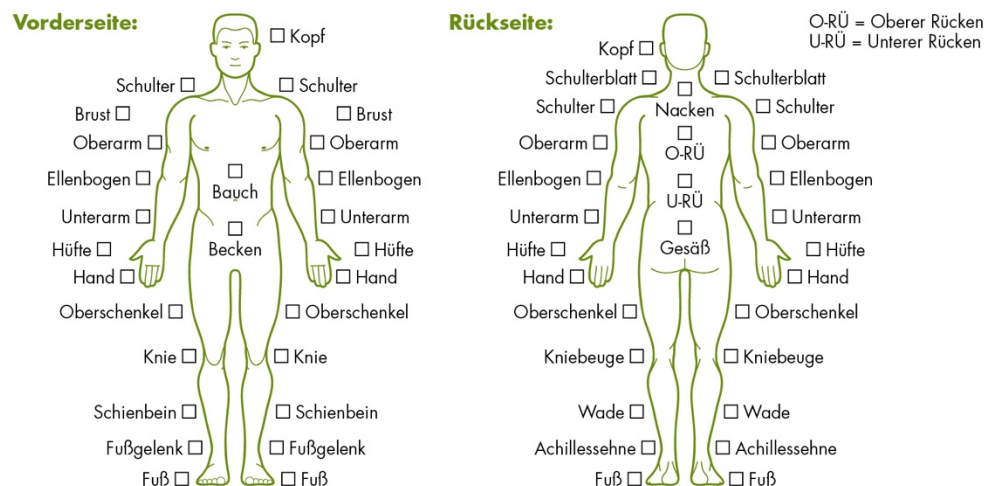 Vorderseite:
Kopf
Schulter Schulter
Brust Brust
Oberarm Oberarm
Bauch
Ellenbogen Ellenbogen
Unterarm Unterarm
Becken
Hüfte Hüfte
Hand Hand
Oberschenkel Oberschenkel
Knie Knie
Schienbein Schienbein
Fußgelenk Fußgelenk
Fuß Fuß
Rückseite:
O-RÜ = Oberer Rücken
U-RÜ = Unterer Rücken
Kopf
Schulterblatt Schulterblatt
Nacken
Schulter Schulter
Oberarm Oberarm
O-RÜ
Ellenbogen Ellenbogen
U-RÜ
Unterarm Unterarm
Gesäß
Hüfte Hüfte
Hand Hand
Oberschenkel Oberschenkel
Kniebeuge Kniebeuge
Wade Wade
Achillessehne Achillessehne
Fuß Fuß